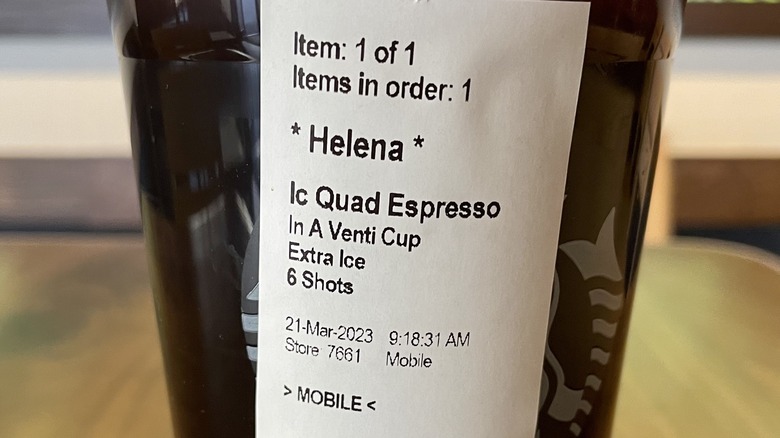 Item: 1 of 1
Items in order: 1
* Helena *
Ic Quad Espresso
In A Venti Cup
Extra Ice
6 Shots
21-Mar-2023 9:18:31 AM
Store 7661 Mobile
> MOBILE <